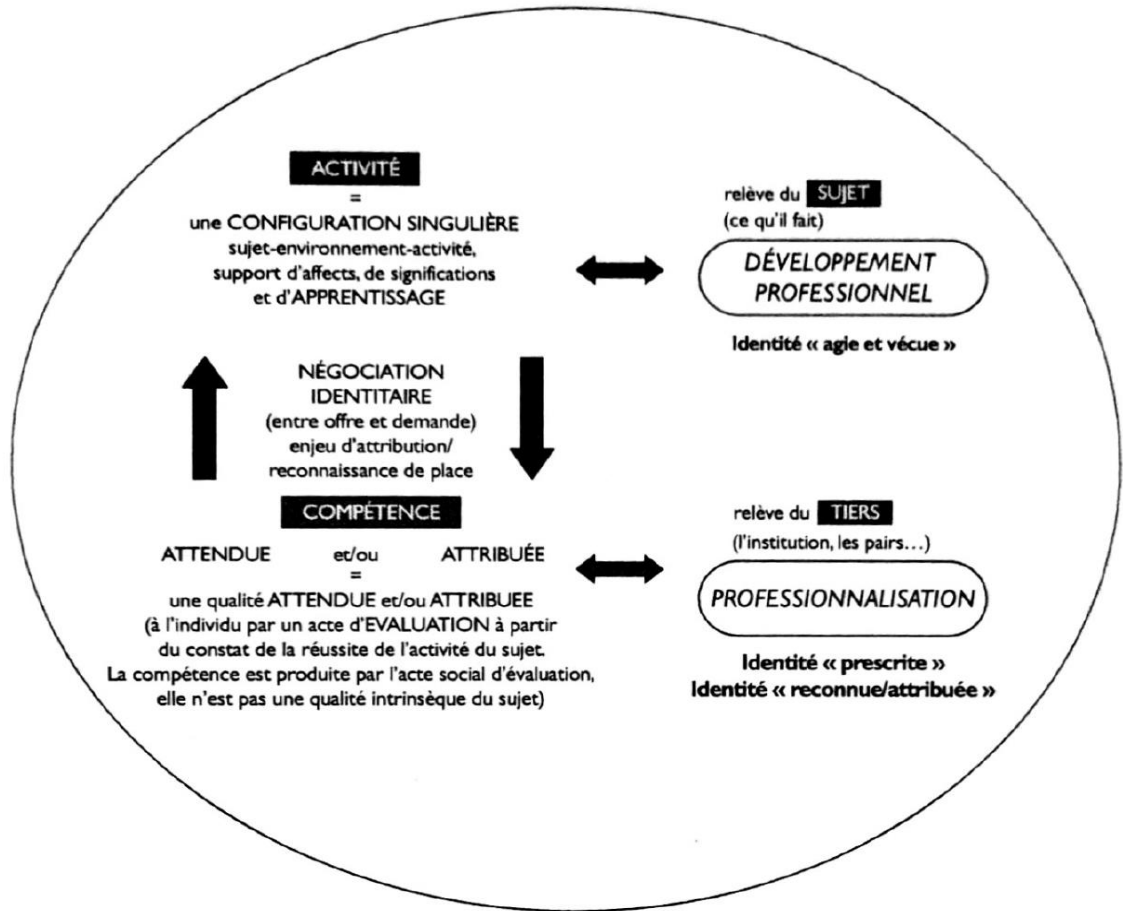 ACTIVITÉ
=
une CONFIGURATION SINGULIÈRE
sujet-environnement-activité,
support d'affects, de significations
et d'APPRENTISSAGE
relève du SUJET
(ce qu'il fait)
DÉVELOPPEMENT
PROFESSIONNEL
Identité « agie et vécue »
NÉGOCIATION
IDENTITAIRE
(entre offre et demande)
enjeu d'attribution/
reconnaissance de place
COMPÉTENCE
ATTENDUE et/ou ATTRIBUÉE
=
une qualité ATTENDUE et/ou ATTRIBUEE
(à l'individu par un acte d'EVALUATION à partir
du constat de la réussite de l'activité du sujet.
La compétence est produite par l'acte social d'évaluation,
elle n'est pas une qualité intrinsèque du sujet)
relève du TIERS
(l'institution, les pairs…)
PROFESSIONNALISATION
Identité « prescrite »
Identité « reconnue/attribuée »